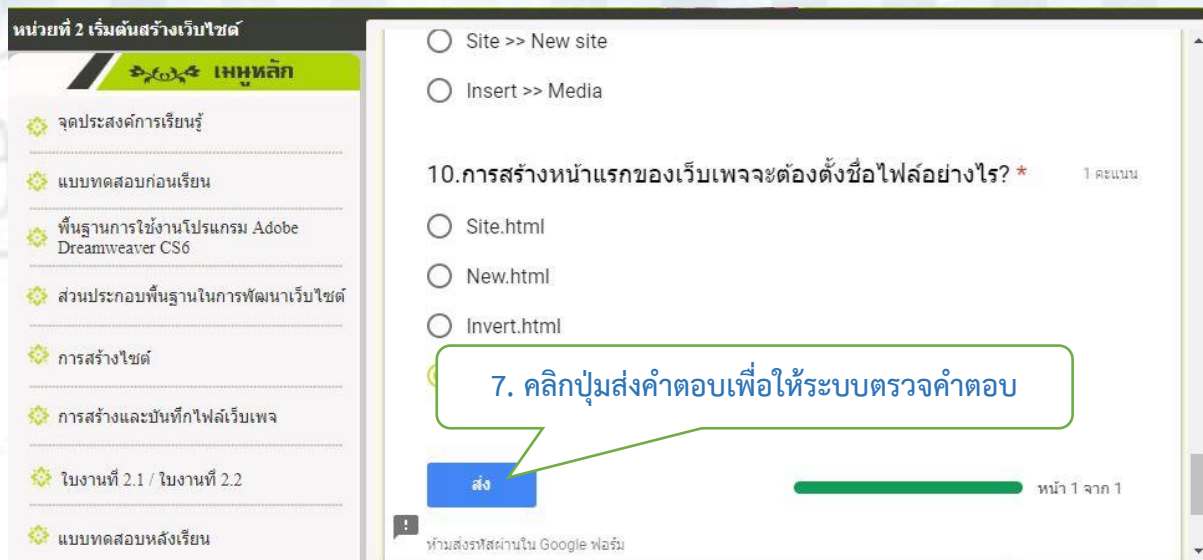 หน่วยที่ 2 เริ่มต้นสร้างเว็บไซต์
เมนูหลัก
จุดประสงค์การเรียนรู้
แบบทดสอบก่อนเรียน
พื้นฐานการใช้งานโปรแกรม Adobe
Dreamweaver CS6
ส่วนประกอบพื้นฐานในการพัฒนาเว็บไซต์
การสร้างไซต์
การสร้างและบันทึกไฟล์เว็บเพจ
ใบงานที่ 2.1 / ใบงานที่ 2.2
แบบทดสอบหลังเรียน
Site >> New site
Insert >> Media
10.การสร้างหน้าแรกของเว็บเพจจะต้องตั้งชื่อไฟล์อย่างไร? * 1 คะแนน
Site.html
New.html
Invert.html
7. คลิกปุ่มส่งคำตอบเพื่อให้ระบบตรวจคำตอบ
ส่ง
หน้า 1 จาก 1
ห้ามส่งรหัสผ่านใน Google ฟอร์ม